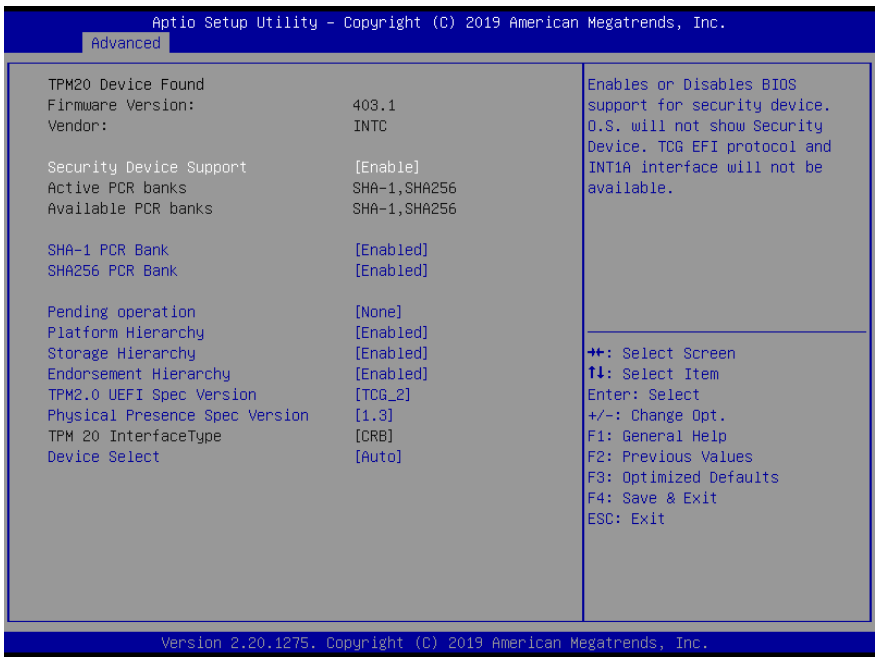 Aptio Setup Utility – Copyright (C) 2019 American Megatrends, Inc.
Advanced
TPM20 Device Found
Firmware Version: 403.1
Vendor: INTC
Security Device Support [Enable]
Active PCR banks SHA-1,SHA256
Available PCR banks SHA-1,SHA256
SHA-1 PCR Bank [Enabled]
SHA256 PCR Bank [Enabled]
Pending operation [None]
Platform Hierarchy [Enabled]
Storage Hierarchy [Enabled]
Endorsement Hierarchy [Enabled]
TPM2.0 UEFI Spec Version [TCG_2]
Physical Presence Spec Version [1.3]
TPM 20 InterfaceType [CRB]
Device Select [Auto]
Enables or Disables BIOS
support for security device.
O.S. will not show Security
Device. TCG EFI protocol and
INT1A interface will not be
available.
→←: Select Screen
↑↓: Select Item
Enter: Select
+/-: Change Opt.
F1: General Help
F2: Previous Values
F3: Optimized Defaults
F4: Save & Exit
ESC: Exit
Version 2.20.1275. Copyright (C) 2019 American Megatrends, Inc.